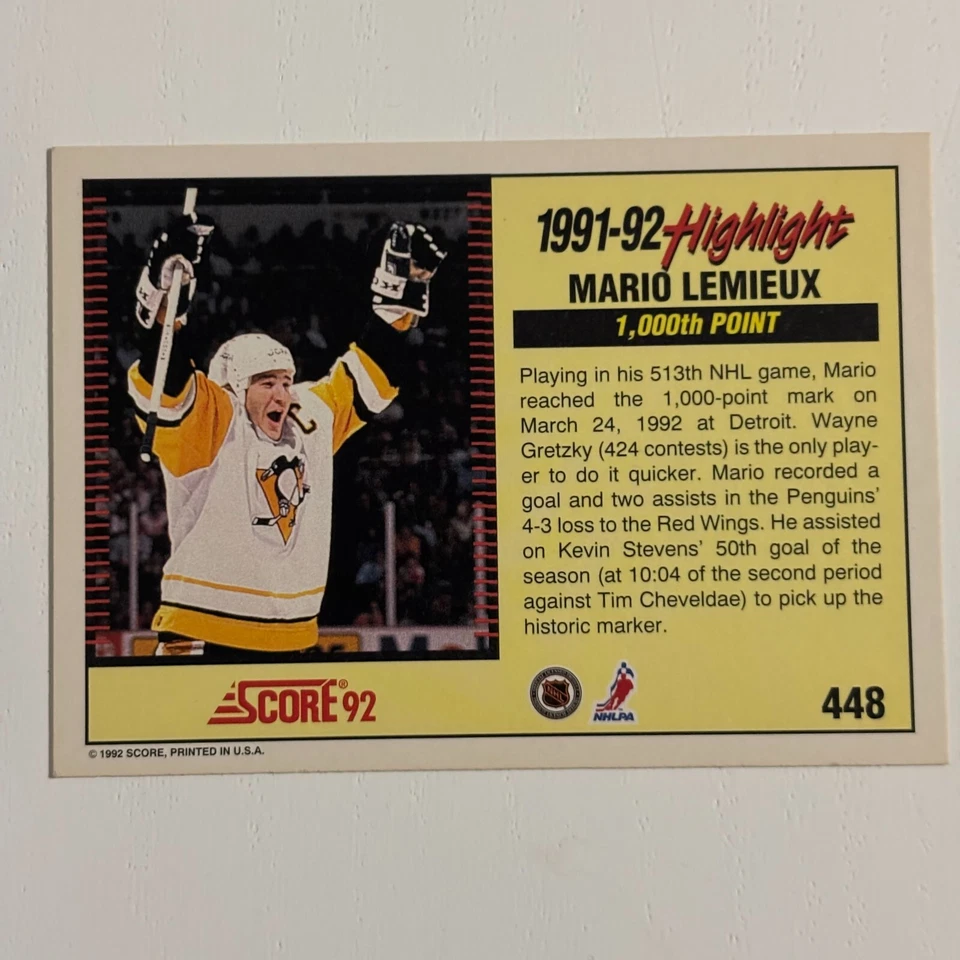 1991-92 Highlight
MARIO LEMIEUX
1,000th POINT
Playing in his 513th NHL game, Mario
reached the 1,000-point mark on
March 24, 1992 at Detroit. Wayne
Gretzky (424 contests) is the only play-
er to do it quicker. Mario recorded a
goal and two assists in the Penguins'
4-3 loss to the Red Wings. He assisted
on Kevin Stevens' 50th goal of the
season (at 10:04 of the second period
against Tim Cheveldae) to pick up the
historic marker.
C
SCORE® 92
NHL
NHLPA
448
© 1992 SCORE, PRINTED IN U.S.A.